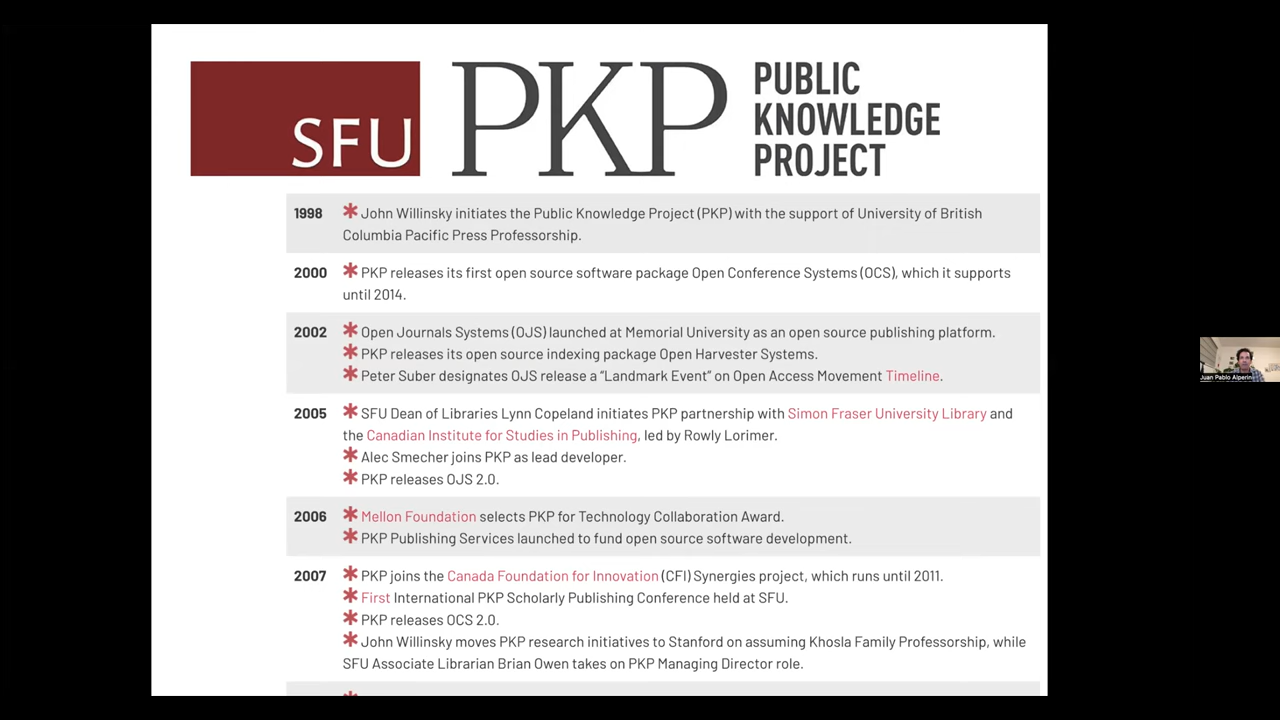 SFU
PKP
PUBLIC
KNOWLEDGE
PROJECT
1998 * John Willinsky initiates the Public Knowledge Project (PKP) with the support of University of British
Columbia Pacific Press Professorship.
2000 * PKP releases its first open source software package Open Conference Systems (OCS), which it supports
until 2014.
2002 * Open Journals Systems (OJS) launched at Memorial University as an open source publishing platform.
* PKP releases its open source indexing package Open Harvester Systems.
* Peter Suber designates OJS release a “Landmark Event” on Open Access Movement Timeline.
2005 * SFU Dean of Libraries Lynn Copeland initiates PKP partnership with Simon Fraser University Library and
the Canadian Institute for Studies in Publishing, led by Rowly Lorimer.
* Alec Smecher joins PKP as lead developer.
* PKP releases OJS 2.0.
2006 * Mellon Foundation selects PKP for Technology Collaboration Award.
* PKP Publishing Services launched to fund open source software development.
2007 * PKP joins the Canada Foundation for Innovation (CFI) Synergies project, which runs until 2011.
* First International PKP Scholarly Publishing Conference held at SFU.
* PKP releases OCS 2.0.
* John Willinsky moves PKP research initiatives to Stanford on assuming Khosla Family Professorship, while
SFU Associate Librarian Brian Owen takes on PKP Managing Director role.
Juan Pablo Alperin